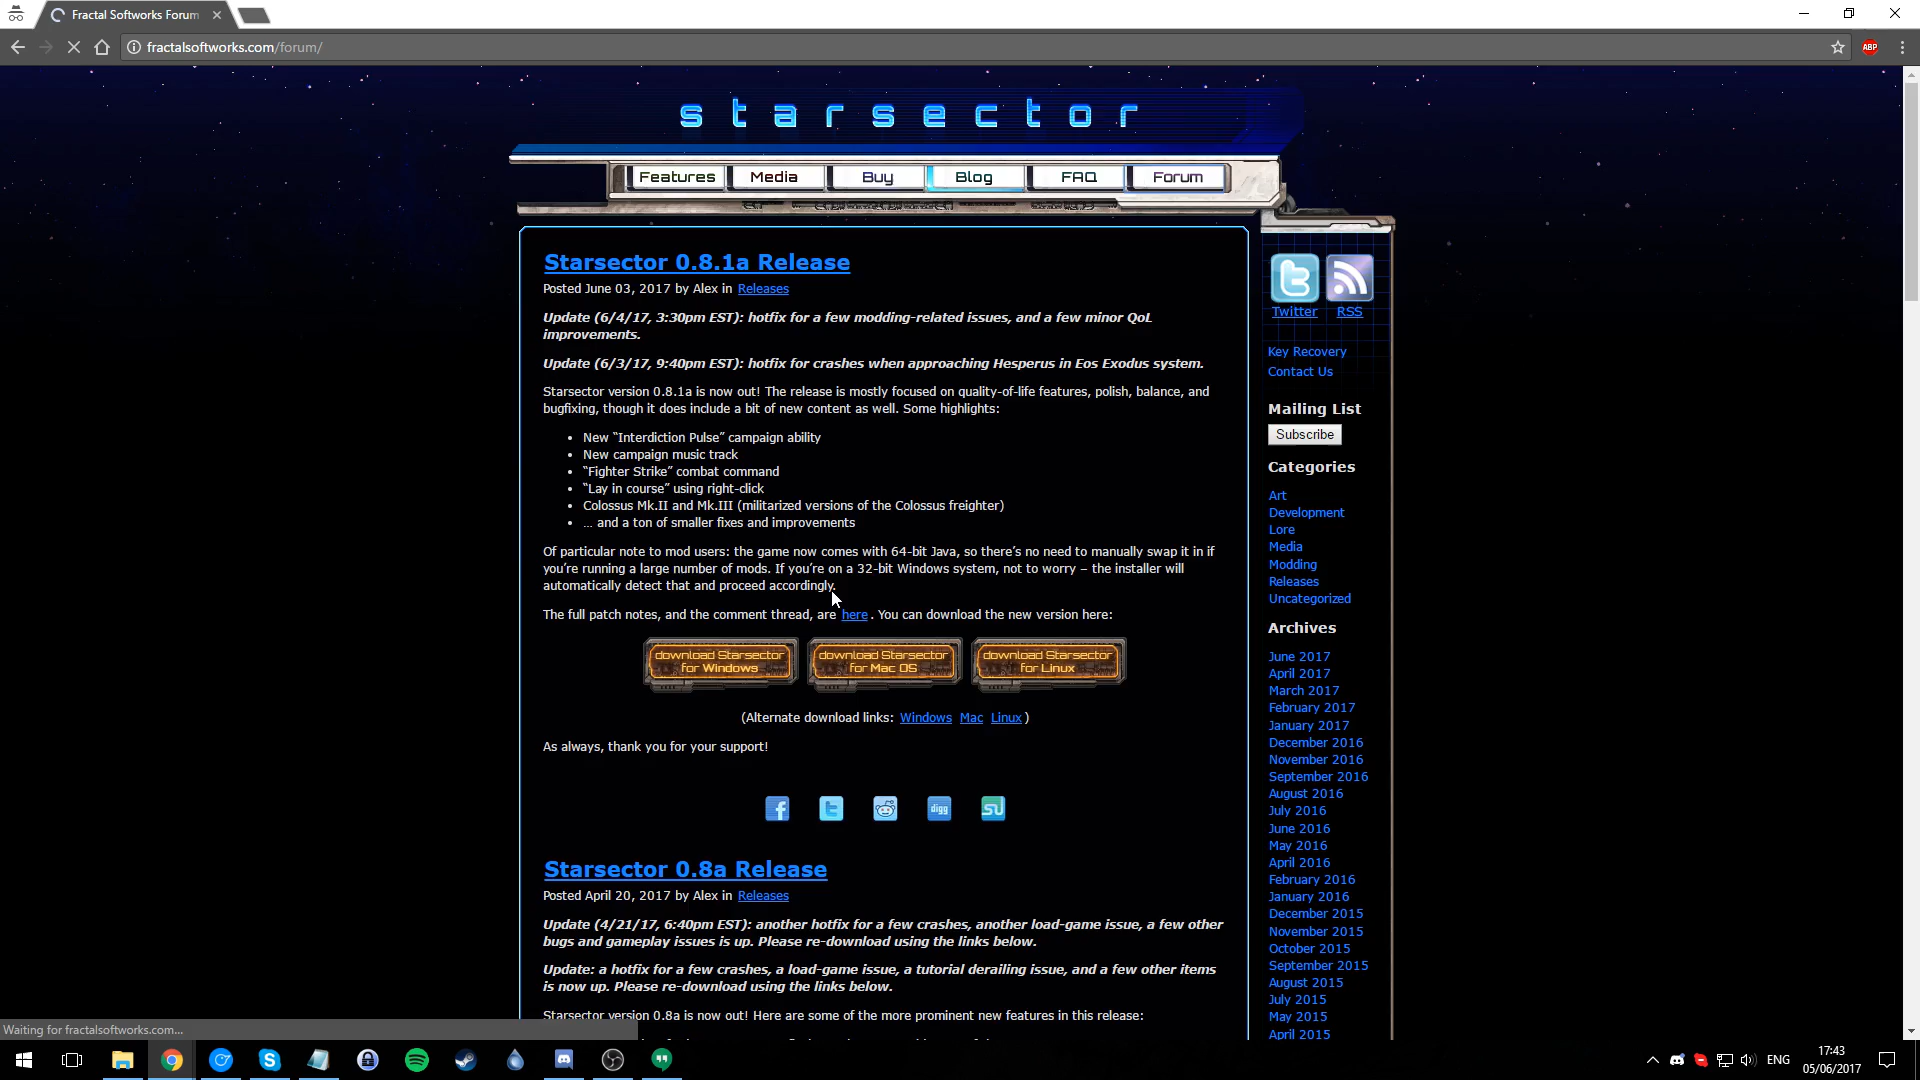 Fractal Softworks Forum
fractalsoftworks.com/forum/
ABP
starsector
Features Media Buy Blog FAQ Forum
Starsector 0.8.1a Release
Posted June 03, 2017 by Alex in Releases
Update (6/4/17, 3:30pm EST): hotfix for a few modding-related issues, and a few minor QoL
improvements.
Update (6/3/17, 9:40pm EST): hotfix for crashes when approaching Hesperus in Eos Exodus system.
Starsector version 0.8.1a is now out! The release is mostly focused on quality-of-life features, polish, balance, and
bugfixing, though it does include a bit of new content as well. Some highlights:
• New “Interdiction Pulse” campaign ability
• New campaign music track
• “Fighter Strike” combat command
• “Lay in course” using right-click
• Colossus Mk.II and Mk.III (militarized versions of the Colossus freighter)
• … and a ton of smaller fixes and improvements
Of particular note to mod users: the game now comes with 64-bit Java, so there’s no need to manually swap it in if
you’re running a large number of mods. If you’re on a 32-bit Windows system, not to worry – the installer will
automatically detect that and proceed accordingly.
The full patch notes, and the comment thread, are here. You can download the new version here:
download Starsector
for Windows
download Starsector
for Mac OS
download Starsector
for Linux
(Alternate download links: Windows Mac Linux)
As always, thank you for your support!
digg
Starsector 0.8a Release
Posted April 20, 2017 by Alex in Releases
Update (4/21/17, 6:40pm EST): another hotfix for a few crashes, another load-game issue, a few other
bugs and gameplay issues is up. Please re-download using the links below.
Update: a hotfix for a few crashes, a load-game issue, a tutorial derailing issue, and a few other items
is now up. Please re-download using the links below.
Starsector version 0.8a is now out! Here are some of the more prominent new features in this release:
Twitter RSS
Key Recovery
Contact Us
Mailing List
Subscribe
Categories
Art
Development
Lore
Media
Modding
Releases
Uncategorized
Archives
June 2017
April 2017
March 2017
February 2017
January 2017
December 2016
November 2016
September 2016
August 2016
July 2016
June 2016
May 2016
April 2016
February 2016
January 2016
December 2015
November 2015
October 2015
September 2015
August 2015
July 2015
May 2015
April 2015
Waiting for fractalsoftworks.com...
ENG
17:43
05/06/2017